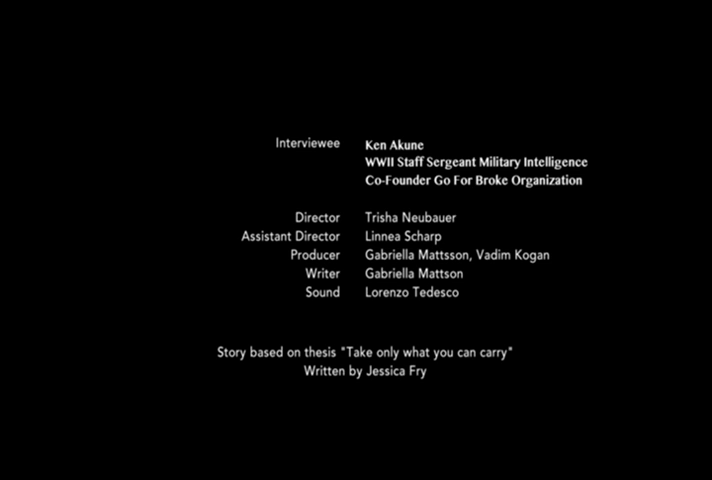 Interviewee Ken Akune
WWII Staff Sergeant Military Intelligence
Co-Founder Go For Broke Organization
Director Trisha Neubauer
Assistant Director Linnea Scharp
Producer Gabriella Mattsson, Vadim Kogan
Writer Gabriella Mattson
Sound Lorenzo Tedesco
Story based on thesis "Take only what you can carry"
Written by Jessica Fry